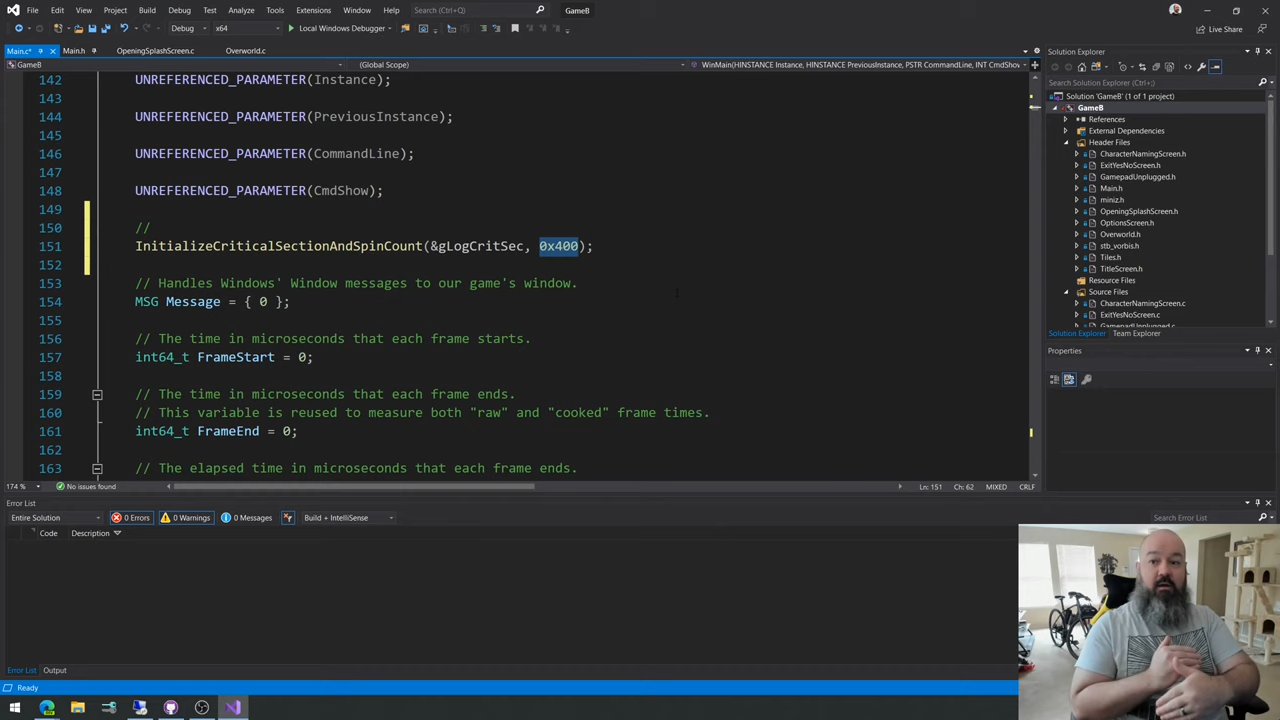 File Edit View Git Project Build Debug Test Analyze Tools Extensions Window Help Search (Ctrl+Q) GameB
Debug x64 Local Windows Debugger Live Share
Main.c* Main.h OpeningSplashScreen.c Overworld.c
GameB (Global Scope) WinMain(HINSTANCE Instance, HINSTANCE PreviousInstance, PSTR CommandLine, INT CmdShow
142 UNREFERENCED_PARAMETER(Instance);
143
144 UNREFERENCED_PARAMETER(PreviousInstance);
145
146 UNREFERENCED_PARAMETER(CommandLine);
147
148 UNREFERENCED_PARAMETER(CmdShow);
149
150 //
151 InitializeCriticalSectionAndSpinCount(&gLogCritSec, 0x400);
152
153 // Handles Windows' Window messages to our game's window.
154 MSG Message = { 0 };
155
156 // The time in microseconds that each frame starts.
157 int64_t FrameStart = 0;
158
159 // The time in microseconds that each frame ends.
160 // This variable is reused to measure both "raw" and "cooked" frame times.
161 int64_t FrameEnd = 0;
162
163 // The elapsed time in microseconds that each frame ends.
174 % No issues found Ln: 151 Ch: 62 MIXED CRLF
Solution Explorer
Search Solution Explorer (Ctrl+;)
Solution 'GameB' (1 of 1 project)
GameB
References
External Dependencies
Header Files
CharacterNamingScreen.h
ExitYesNoScreen.h
GamepadUnplugged.h
Main.h
miniz.h
OpeningSplashScreen.h
OptionsScreen.h
Overworld.h
stb_vorbis.h
Tiles.h
TitleScreen.h
Resource Files
Source Files
CharacterNamingScreen.c
ExitYesNoScreen.c
GamepadUnplugged.c
Solution Explorer Team Explorer
Properties
Error List
Entire Solution 0 Errors 0 Warnings 0 Messages Build + IntelliSense Search Error List
Code Description
Error List Output
Ready